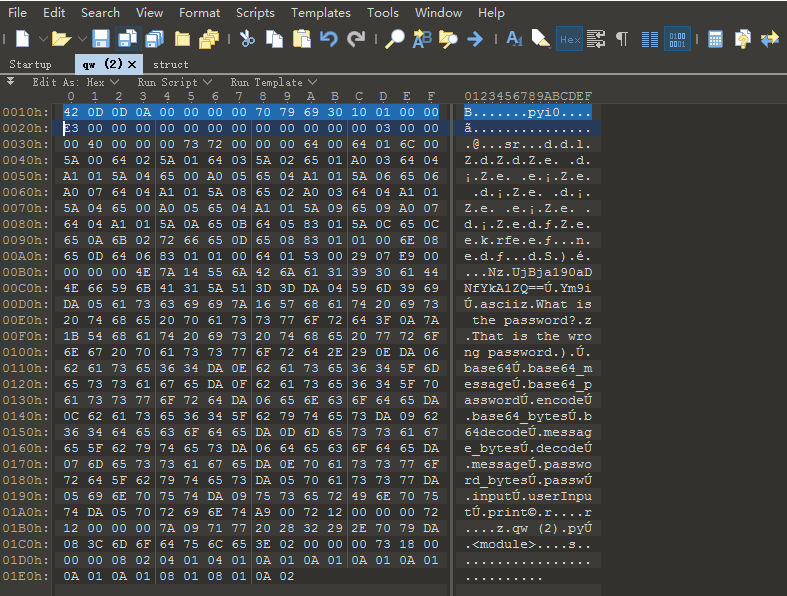 File Edit Search View Format Scripts Templates Tools Window Help
Hex
Startup qw (2) × struct
Edit As: Hex Run Script Run Template
0 1 2 3 4 5 6 7 8 9 A B C D E F 0123456789ABCDEF
0010h: 42 0D 0D 0A 00 00 00 00 70 79 69 30 10 01 00 00 B.......pyi0....
0020h: E3 00 00 00 00 00 00 00 00 00 00 00 00 03 00 00 ã...............
0030h: 00 40 00 00 00 73 72 00 00 00 64 00 64 01 6C 00 .@...sr...d.d.l.
0040h: 5A 00 64 02 5A 01 64 03 5A 02 65 01 A0 03 64 04 Z.d.Z.d.Z.e. .d.
0050h: A1 01 5A 04 65 00 A0 05 65 04 A1 01 5A 06 65 06 ¡.Z.e. .e.¡.Z.e.
0060h: A0 07 64 04 A1 01 5A 08 65 02 A0 03 64 04 A1 01 .d.¡.Z.e. .d.¡.
0070h: 5A 04 65 00 A0 05 65 04 A1 01 5A 09 65 09 A0 07 Z.e. .e.¡.Z.e. .
0080h: 64 04 A1 01 5A 0A 65 0B 64 05 83 01 5A 0C 65 0C d.¡.Z.e.d.ƒ.Z.e.
0090h: 65 0A 6B 02 72 66 65 0D 65 08 83 01 01 00 6E 08 e.k.rfe.e.ƒ...n.
00A0h: 65 0D 64 06 83 01 01 00 64 01 53 00 29 07 E9 00 e.d.ƒ...d.S.).é.
00B0h: 00 00 00 4E 7A 14 55 6A 42 6A 61 31 39 30 61 44 ...Nz.UjBja190aD
00C0h: 4E 66 59 6B 41 31 5A 51 3D 3D DA 04 59 6D 39 69 NfYkA1ZQ==Ú.Ym9i
00D0h: DA 05 61 73 63 69 69 7A 16 57 68 61 74 20 69 73 Ú.asciiz.What is
00E0h: 20 74 68 65 20 70 61 73 73 77 6F 72 64 3F 0A 7A the password?.z
00F0h: 1B 54 68 61 74 20 69 73 20 74 68 65 20 77 72 6F .That is the wro
0100h: 6E 67 20 70 61 73 73 77 6F 72 64 2E 29 0E DA 06 ng password.).Ú.
0110h: 62 61 73 65 36 34 DA 0E 62 61 73 65 36 34 5F 6D base64Ú.base64_m
0120h: 65 73 73 61 67 65 DA 0F 62 61 73 65 36 34 5F 70 essageÚ.base64_p
0130h: 61 73 73 77 6F 72 64 DA 06 65 6E 63 6F 64 65 DA asswordÚ.encodeÚ
0140h: 0C 62 61 73 65 36 34 5F 62 79 74 65 73 DA 09 62 .base64_bytesÚ.b
0150h: 36 34 64 65 63 6F 64 65 DA 0D 6D 65 73 73 61 67 64decodeÚ.messag
0160h: 65 5F 62 79 74 65 73 DA 06 64 65 63 6F 64 65 DA e_bytesÚ.decodeÚ
0170h: 07 6D 65 73 73 61 67 65 DA 0E 70 61 73 73 77 6F .messageÚ.passwo
0180h: 72 64 5F 62 79 74 65 73 DA 05 70 61 73 73 77 DA rd_bytesÚ.passwÚ
0190h: 05 69 6E 70 75 74 DA 09 75 73 65 72 49 6E 70 75 .inputÚ.userInpu
01A0h: 74 DA 05 70 72 69 6E 74 A9 00 72 12 00 00 00 72 tÚ.print©.r....r
01B0h: 12 00 00 00 7A 09 71 77 20 28 32 29 2E 70 79 DA ....z.qw (2).pyÚ
01C0h: 08 3C 6D 6F 64 75 6C 65 3E 02 00 00 00 73 18 00 .<module>....s..
01D0h: 00 00 08 02 04 01 04 01 0A 01 0A 01 0A 01 0A 01 ................
01E0h: 0A 01 0A 01 08 01 08 01 0A 02 ..........